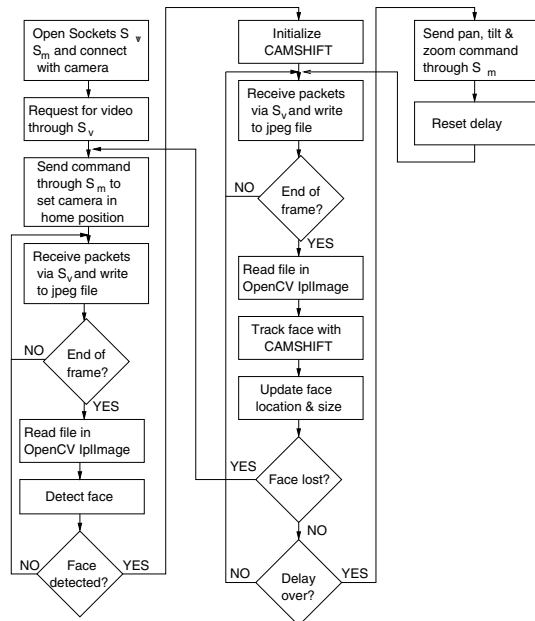 Open Sockets S v,
S m and connect
with camera
Request for video
through S v
Send command
through S m to
set camera in
home position
Receive packets
via S v and write
to jpeg file
NO
End of
frame?
YES
Read file in
OpenCV IplImage
Detect face
NO
Face
detected?
YES
Initialize
CAMSHIFT
Receive packets
via S v and write
to jpeg file
NO
End of
frame?
YES
Read file in
OpenCV IplImage
Track face with
CAMSHIFT
Update face
location & size
YES
Face lost?
NO
NO
Delay
over?
YES
Send pan, tilt &
zoom command
through S m
Reset delay